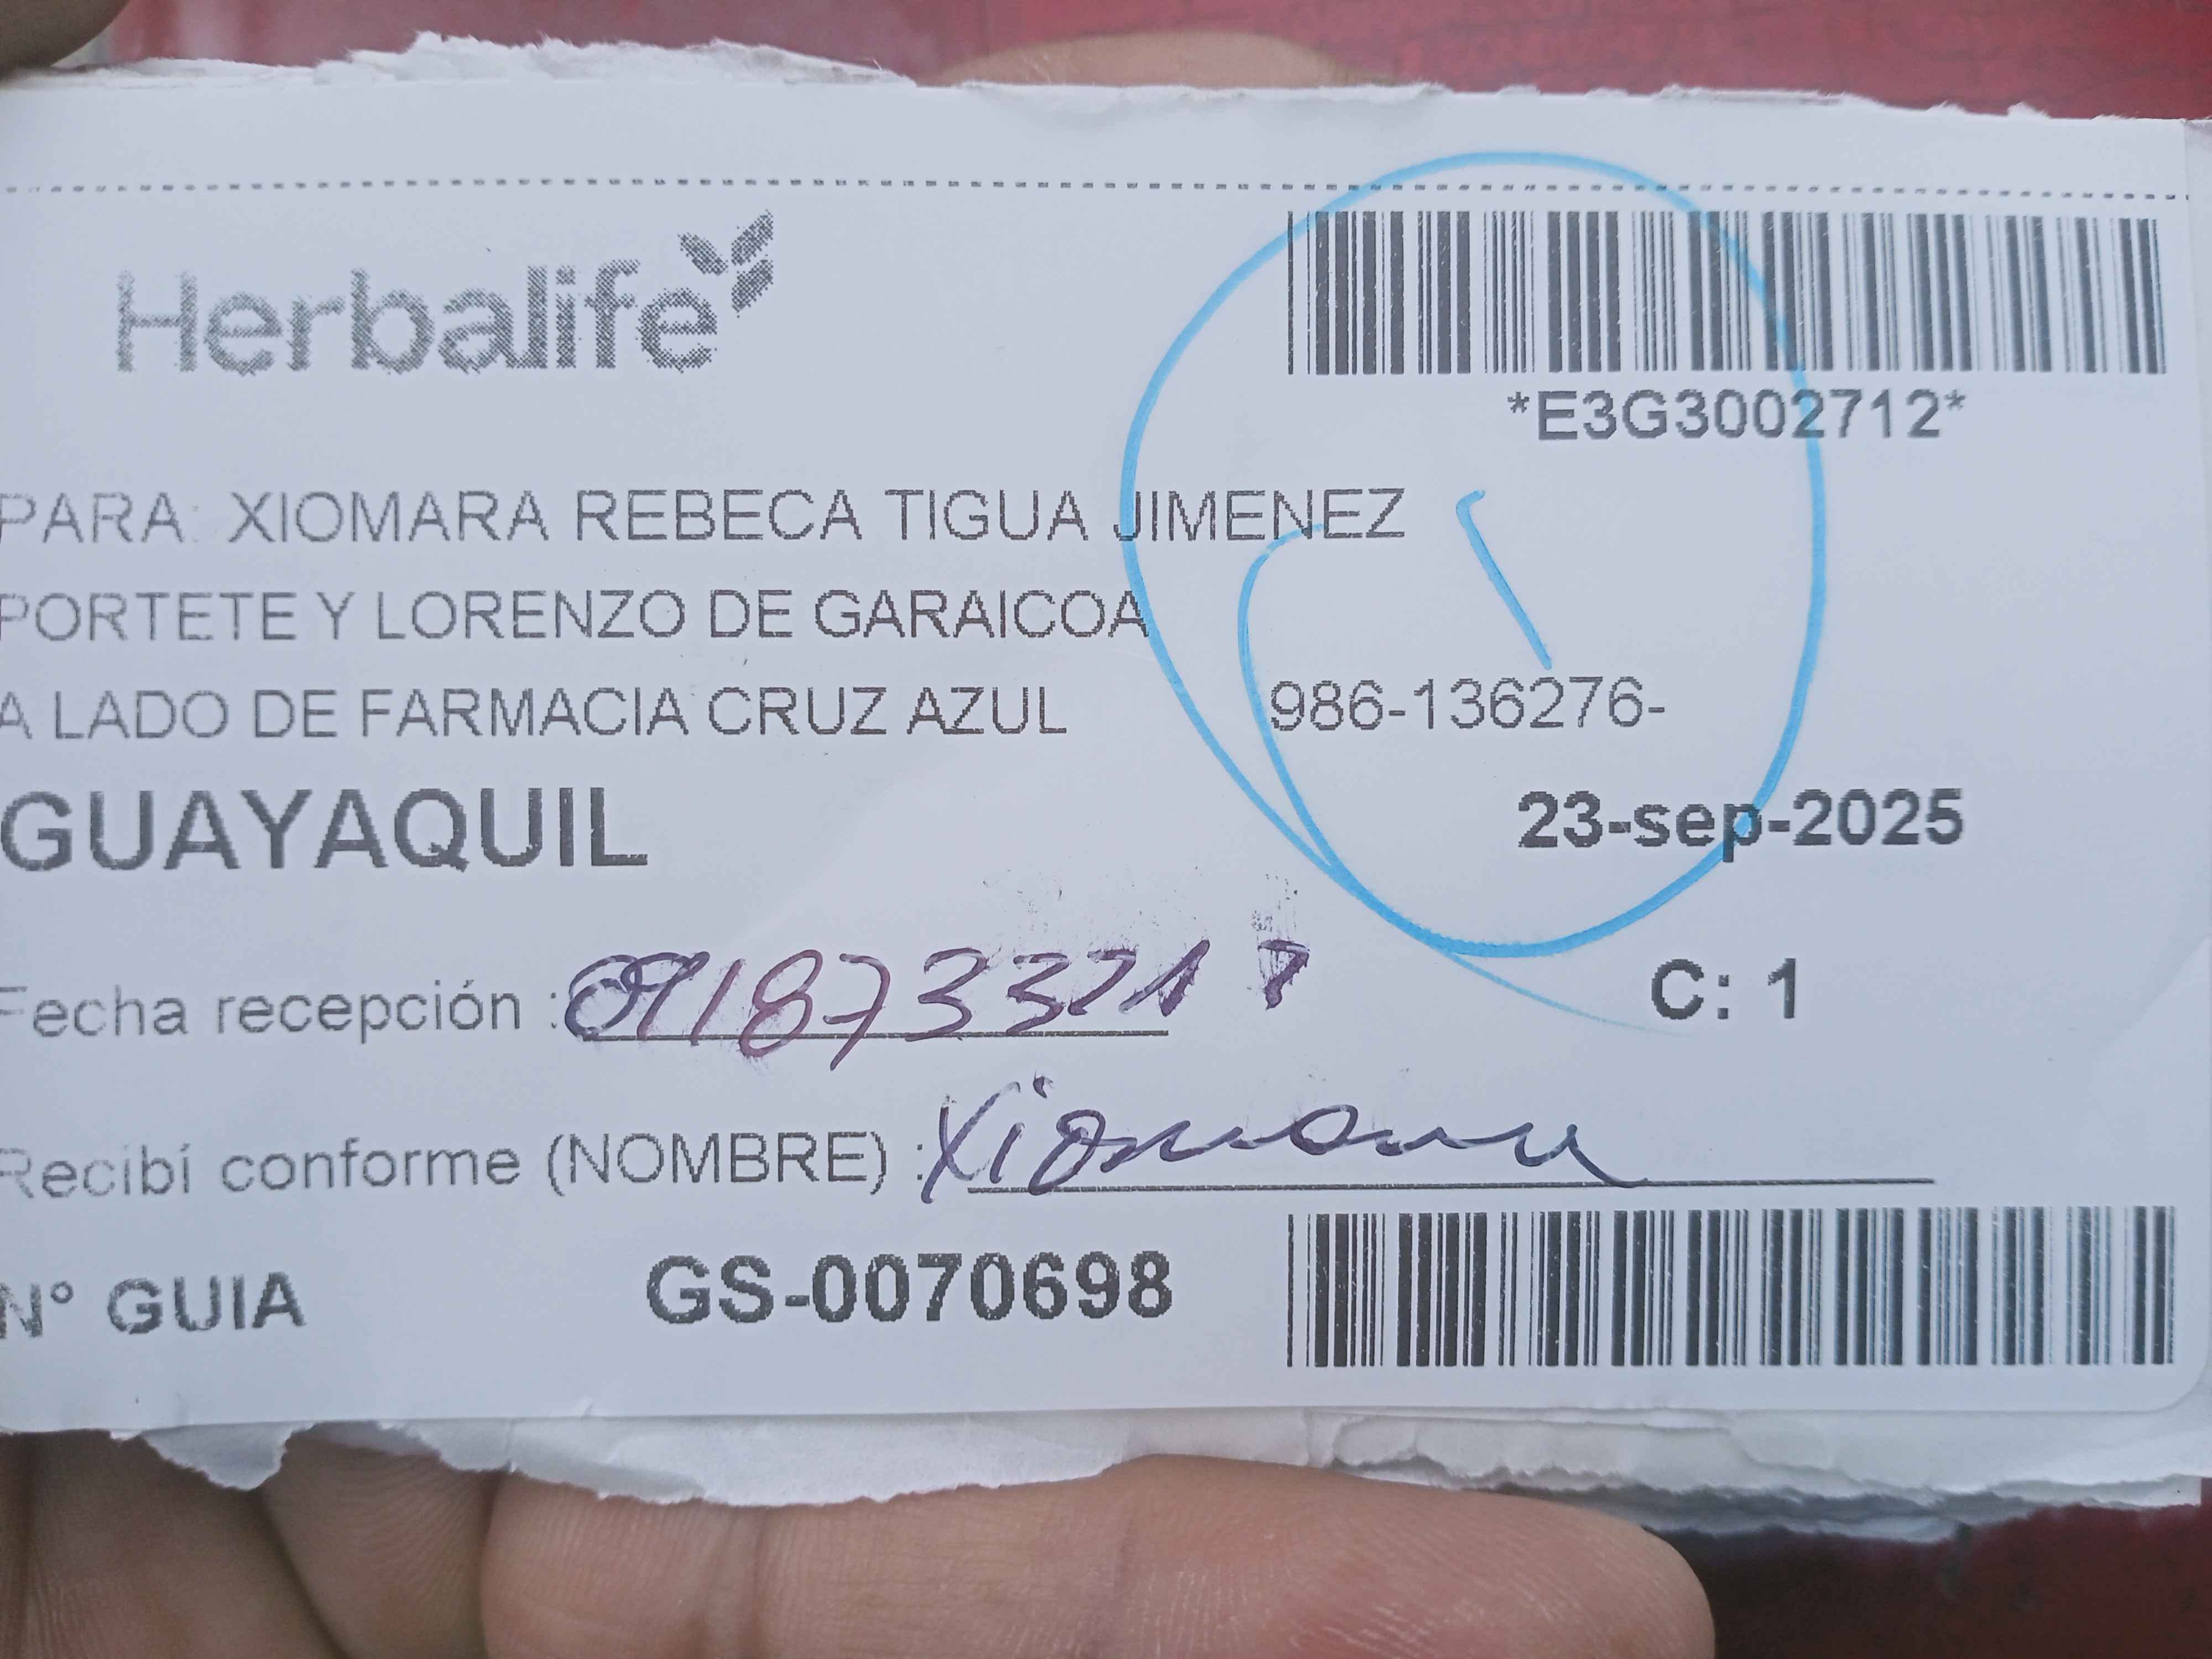 Herbalife
*E3G3002712*
PARA: XIOMARA REBECA TIGUA JIMENEZ
PORTETE Y LORENZO DE GARAICOA
A LADO DE FARMACIA CRUZ AZUL 986-136276-
GUAYAQUIL 23-sep-2025
C: 1
Fecha recepción :
Recibí conforme (NOMBRE) : Xiomara
N° GUIA GS-0070698